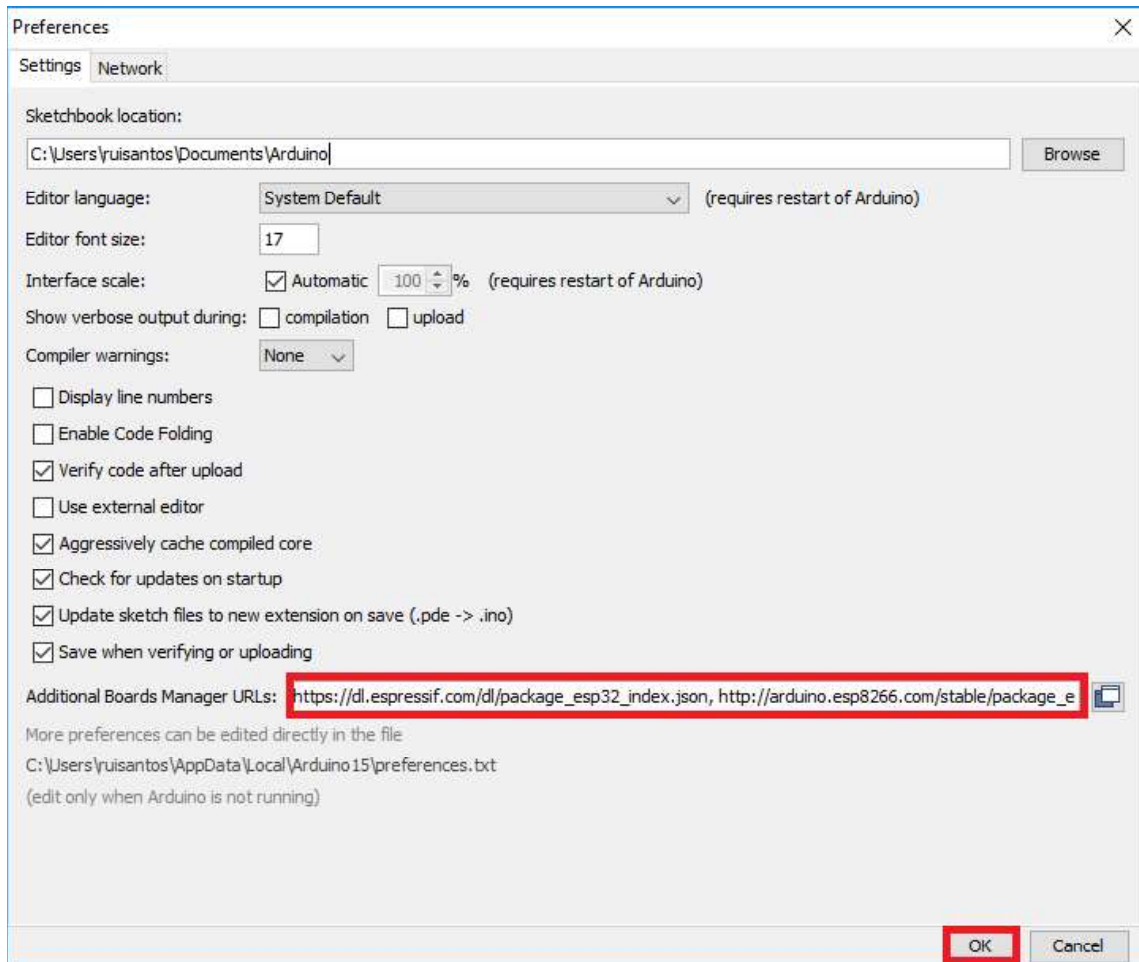 Preferences
Settings Network
Sketchbook location:
C:\Users\ruisantos\Documents\Arduino Browse
Editor language: System Default (requires restart of Arduino)
Editor font size: 17
Interface scale: Automatic 100 % (requires restart of Arduino)
Show verbose output during: compilation upload
Compiler warnings: None
Display line numbers
Enable Code Folding
Verify code after upload
Use external editor
Aggressively cache compiled core
Check for updates on startup
Update sketch files to new extension on save (.pde -> .ino)
Save when verifying or uploading
Additional Boards Manager URLs: https://dl.espressif.com/dl/package_esp32_index.json, http://arduino.esp8266.com/stable/package_e
More preferences can be edited directly in the file
C:\Users\ruisantos\AppData\Local\Arduino15\preferences.txt
(edit only when Arduino is not running)
OK Cancel